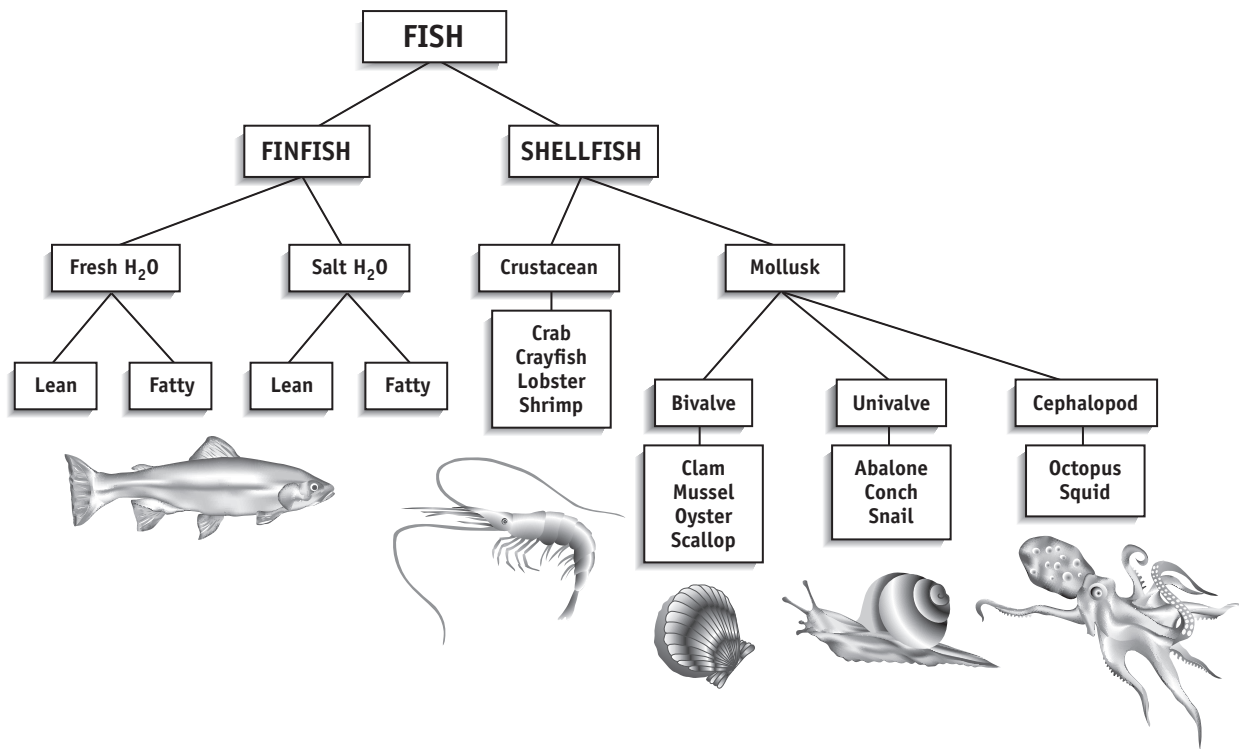 FISH
FINFISH
SHELLFISH
Fresh H₂O
Salt H₂O
Crustacean
Mollusk
Lean
Fatty
Lean
Fatty
Crab
Crayfish
Lobster
Shrimp
Bivalve
Univalve
Cephalopod
Clam
Mussel
Oyster
Scallop
Abalone
Conch
Snail
Octopus
Squid